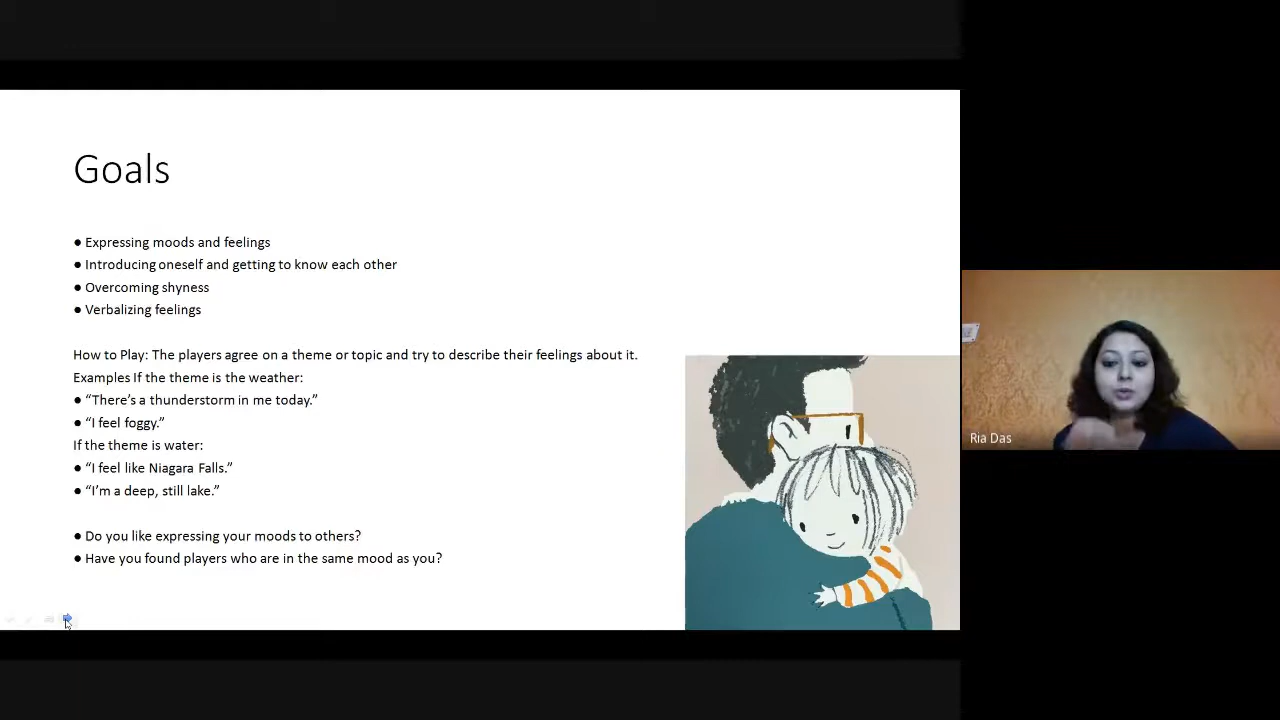 Goals
● Expressing moods and feelings
● Introducing oneself and getting to know each other
● Overcoming shyness
● Verbalizing feelings
How to Play: The players agree on a theme or topic and try to describe their feelings about it.
Examples If the theme is the weather:
● “There’s a thunderstorm in me today.”
● “I feel foggy.”
If the theme is water:
● “I feel like Niagara Falls.”
● “I’m a deep, still lake.”
● Do you like expressing your moods to others?
● Have you found players who are in the same mood as you?
Ria Das